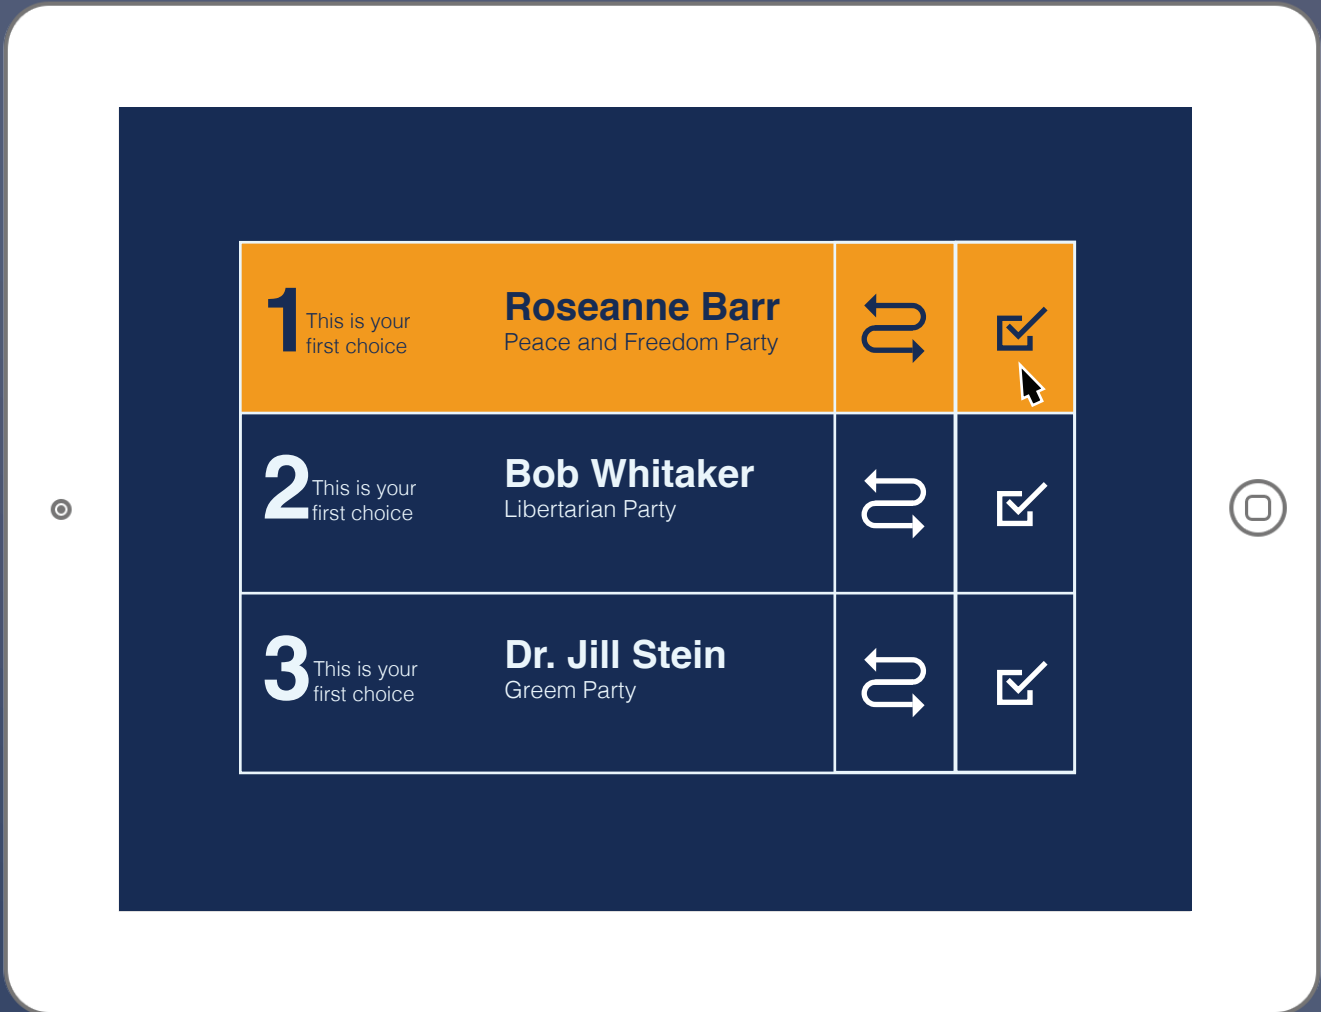 1 This is your
first choice
Roseanne Barr
Peace and Freedom Party
2 This is your
first choice
Bob Whitaker
Libertarian Party
3 This is your
first choice
Dr. Jill Stein
Greem Party